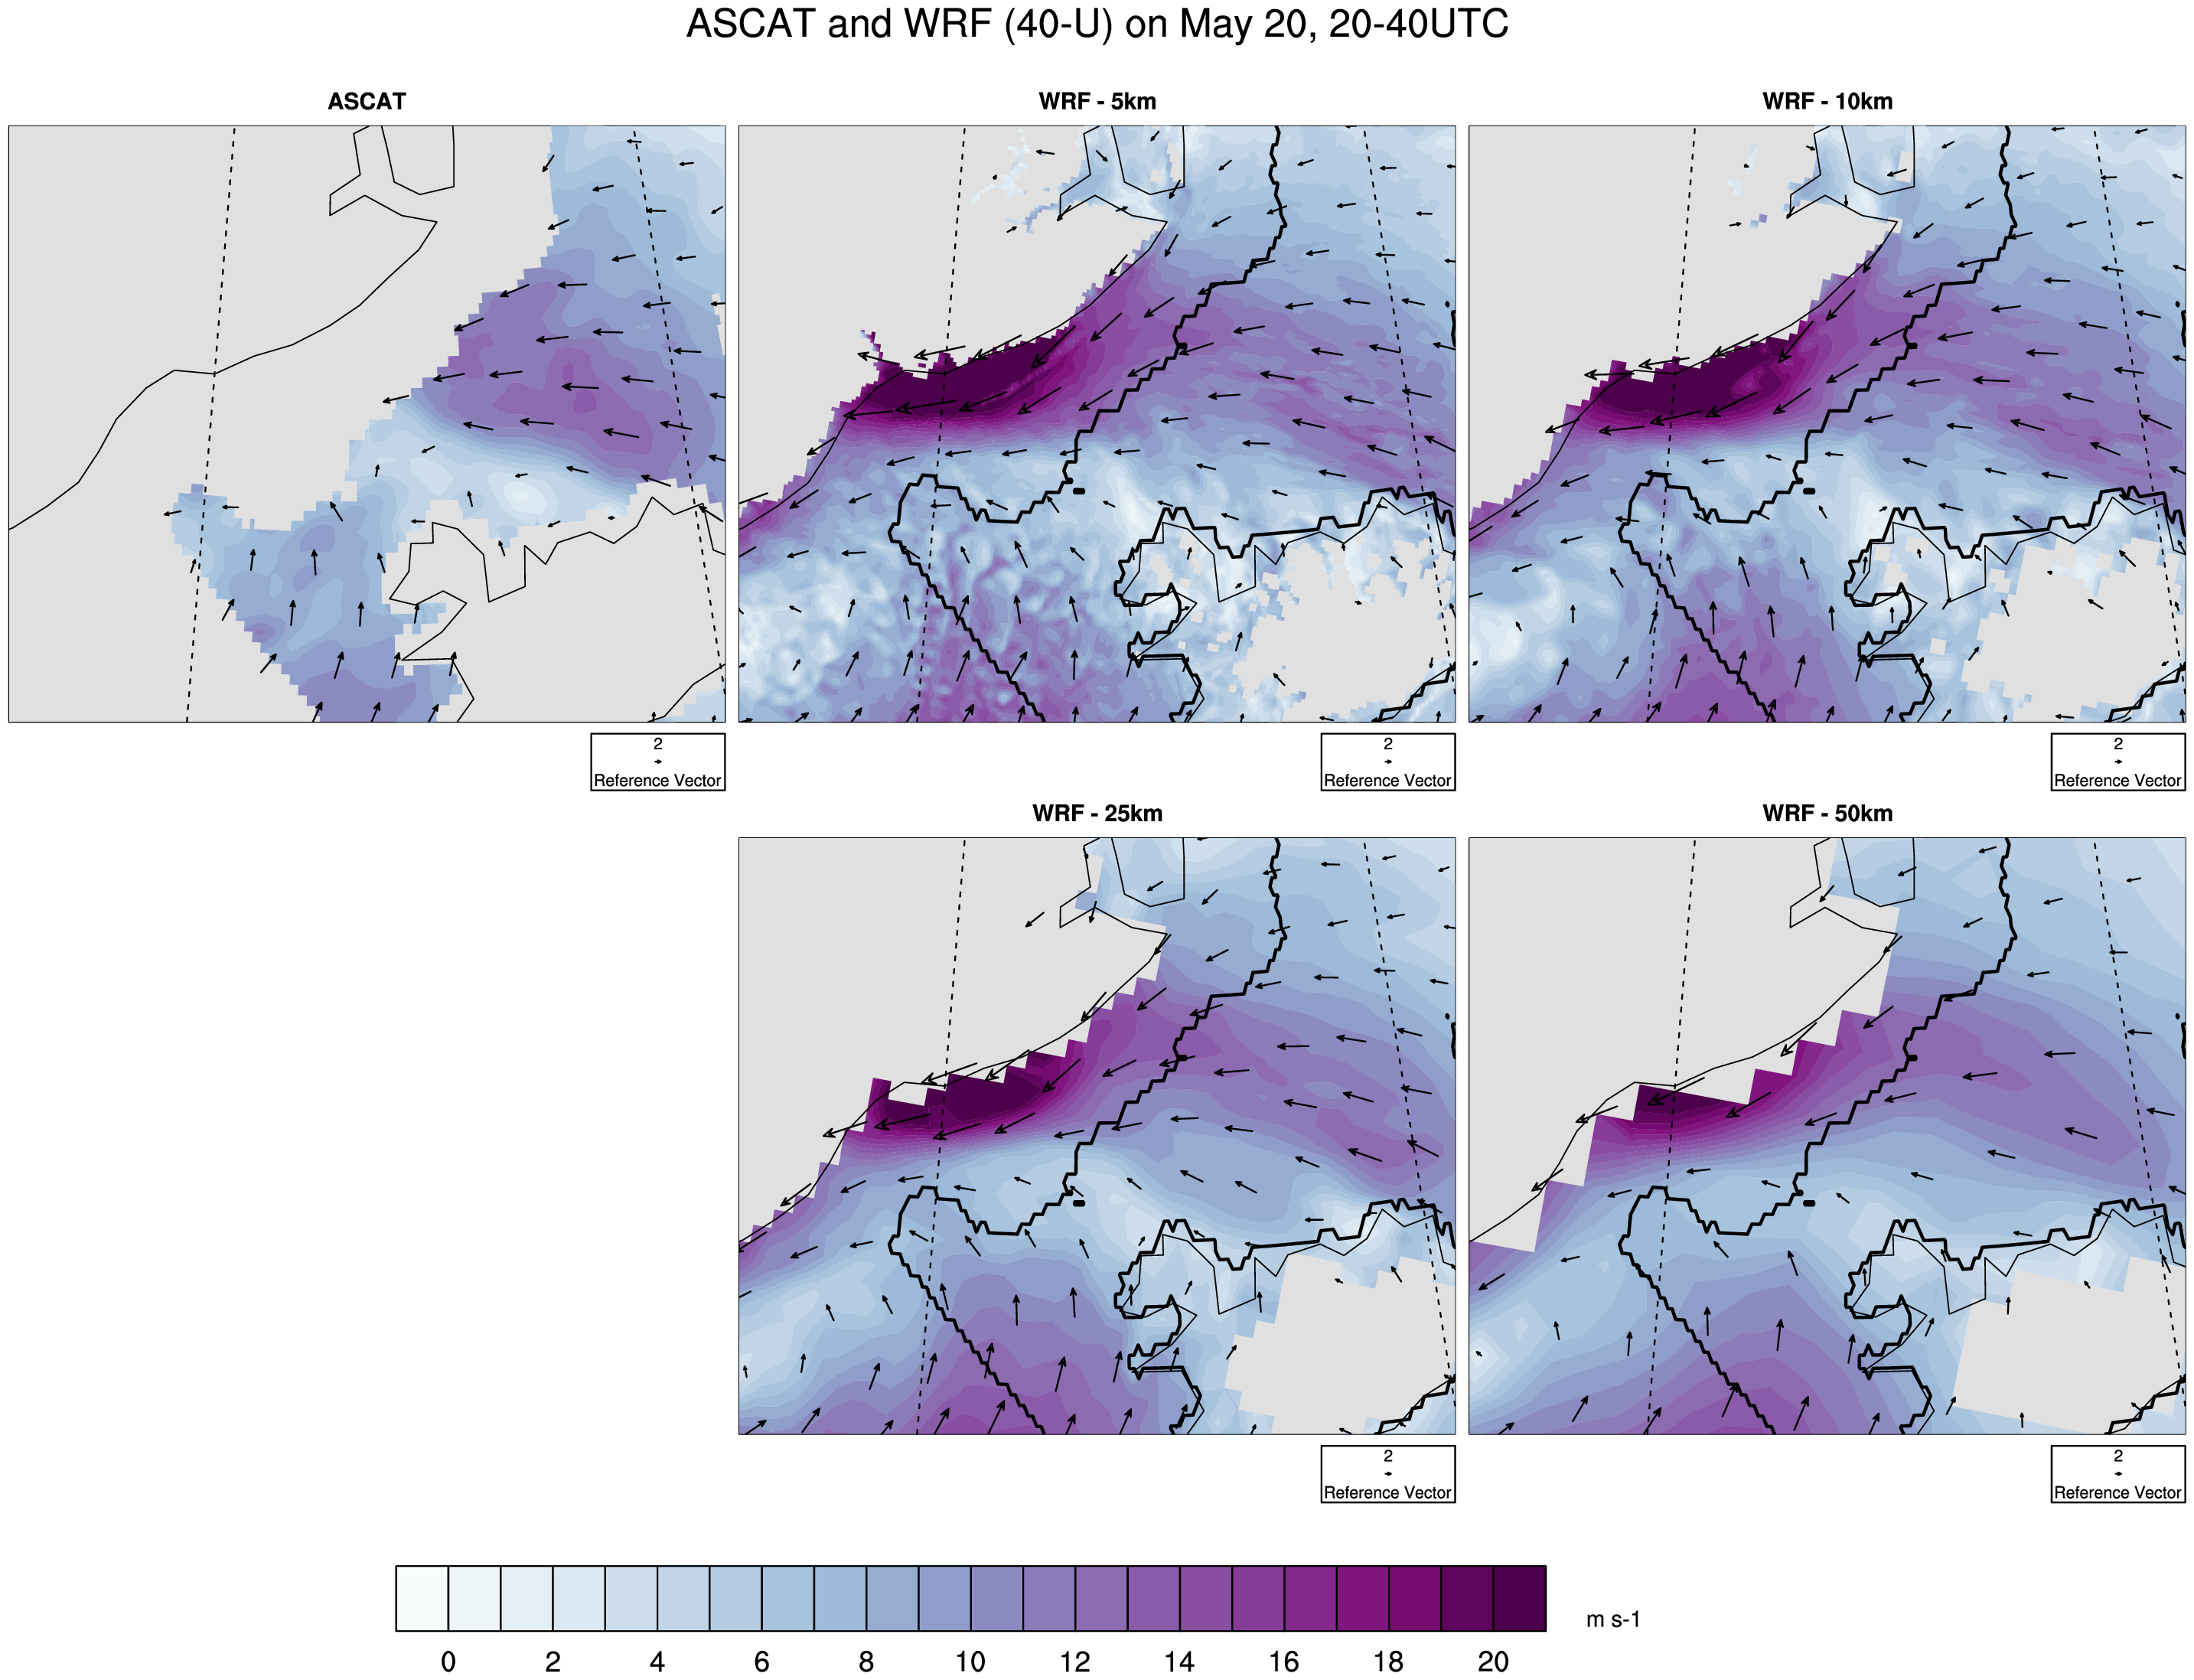 ASCAT and WRF (40-U) on May 20, 20-40UTC
ASCAT
WRF - 5km
WRF - 10km
2
Reference Vector
2
Reference Vector
2
Reference Vector
WRF - 25km
WRF - 50km
2
Reference Vector
2
Reference Vector
m s-1
0 2 4 6 8 10 12 14 16 18 20